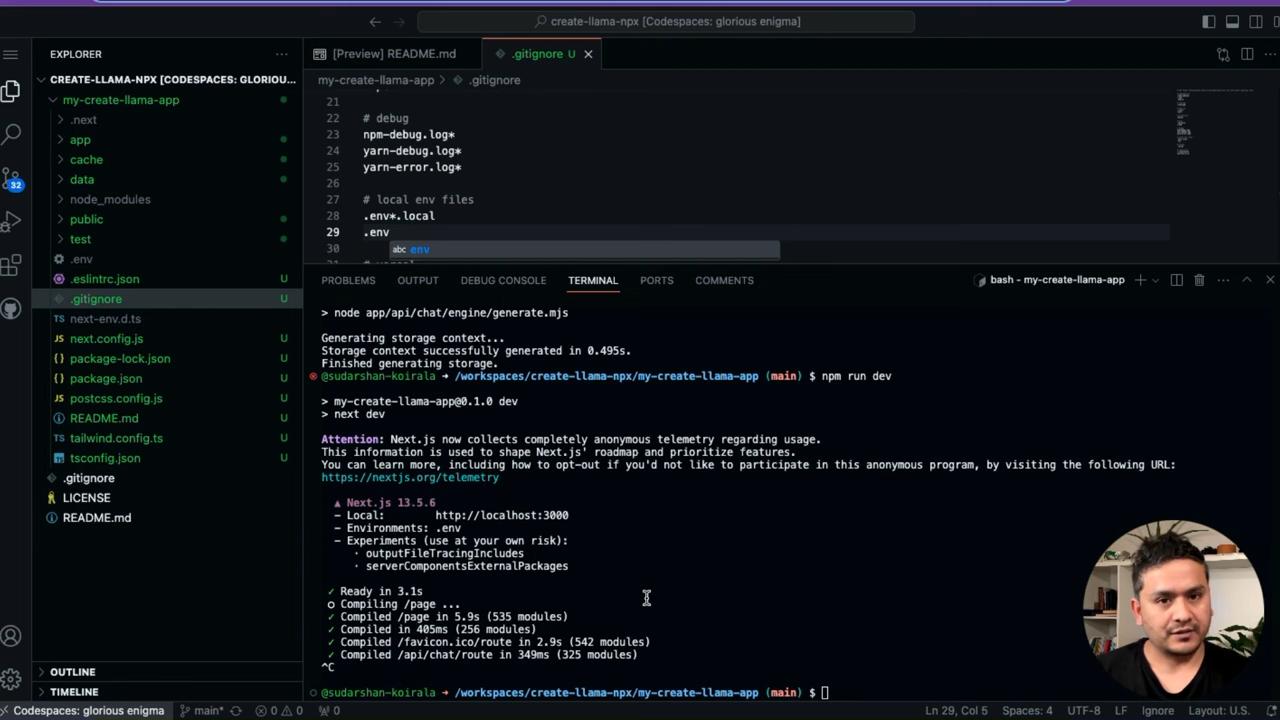 create-llama-npx [Codespaces: glorious enigma]
EXPLORER
[Preview] README.md
.gitignore U
CREATE-LLAMA-NPX [CODESPACES: GLORIOU...
my-create-llama-app > .gitignore
my-create-llama-app
.next
app
cache
data
node_modules
public
test
.env
.eslintrc.json U
.gitignore U
next-env.d.ts
next.config.js U
package-lock.json U
package.json U
postcss.config.js U
README.md U
tailwind.config.ts U
tsconfig.json U
.gitignore
LICENSE
README.md
OUTLINE
TIMELINE
32
21
22 # debug
23 npm-debug.log*
24 yarn-debug.log*
25 yarn-error.log*
26
27 # local env files
28 .env*.local
29 .env
30
abc env
PROBLEMS OUTPUT DEBUG CONSOLE TERMINAL PORTS COMMENTS
bash - my-create-llama-app
> node app/api/chat/engine/generate.mjs
Generating storage context...
Storage context successfully generated in 0.495s.
Finished generating storage.
@sudarshan-koirala ➜ /workspaces/create-llama-npx/my-create-llama-app (main) $ npm run dev
> my-create-llama-app@0.1.0 dev
> next dev
Attention: Next.js now collects completely anonymous telemetry regarding usage.
This information is used to shape Next.js' roadmap and prioritize features.
You can learn more, including how to opt-out if you'd not like to participate in this anonymous program, by visiting the following URL:
https://nextjs.org/telemetry
▲ Next.js 13.5.6
- Local: http://localhost:3000
- Environments: .env
- Experiments (use at your own risk):
· outputFileTracingIncludes
· serverComponentsExternalPackages
✓ Ready in 3.1s
○ Compiling /page ...
✓ Compiled /page in 5.9s (535 modules)
✓ Compiled in 405ms (256 modules)
✓ Compiled /favicon.ico/route in 2.9s (542 modules)
✓ Compiled /api/chat/route in 349ms (325 modules)
^C
@sudarshan-koirala ➜ /workspaces/create-llama-npx/my-create-llama-app (main) $
Codespaces: glorious enigma main* 0 0 0 Ln 29, Col 5 Spaces: 4 UTF-8 LF Ignore Layout: U.S.